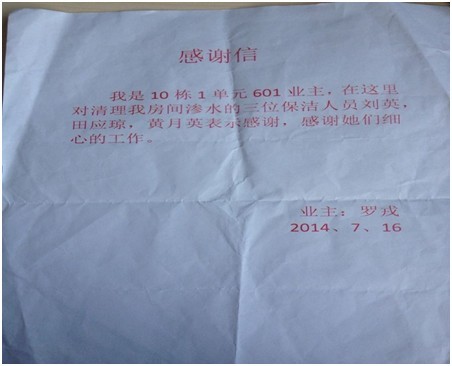 感谢信
我是 10 栋 1 单元 601 业主，在这里
对清理我房间渗水的三位保洁人员刘英，
田应琼，黄月英表示感谢，感谢她们细
心的工作。
业主：罗戎
2014、7、16